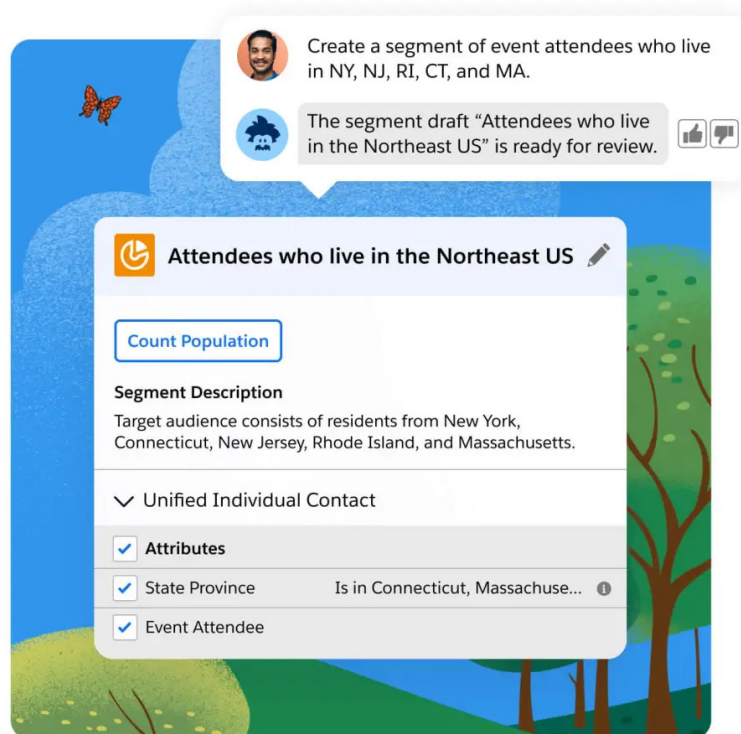 Create a segment of event attendees who live
in NY, NJ, RI, CT, and MA.
The segment draft “Attendees who live
in the Northeast US” is ready for review.
Attendees who live in the Northeast US
Count Population
Segment Description
Target audience consists of residents from New York,
Connecticut, New Jersey, Rhode Island, and Massachusetts.
Unified Individual Contact
Attributes
State Province Is in Connecticut, Massachuse...
Event Attendee